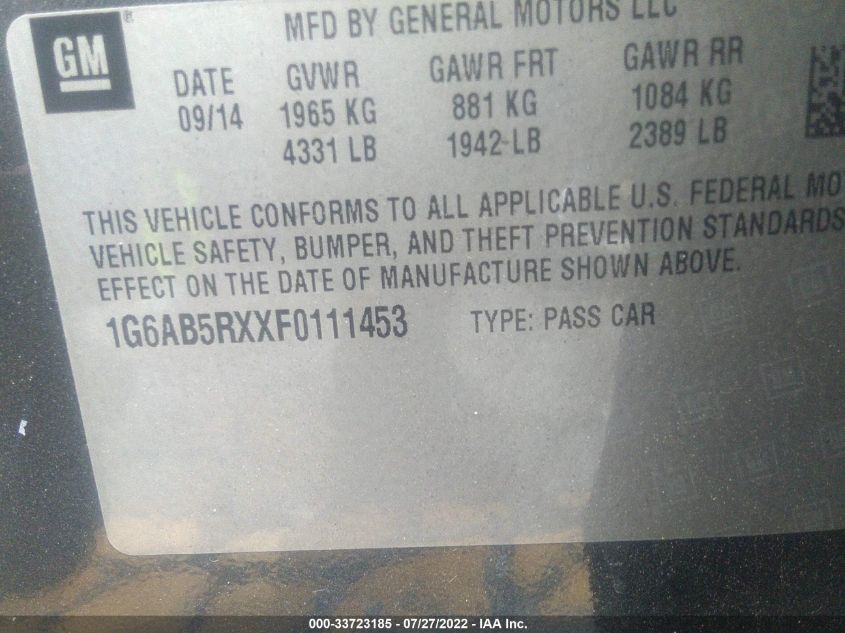 GM
MFD BY GENERAL MOTORS LLC
DATE GVWR GAWR FRT GAWR RR
09/14 1965 KG 881 KG 1084 KG
4331 LB 1942 LB 2389 LB
THIS VEHICLE CONFORMS TO ALL APPLICABLE U.S. FEDERAL MO
VEHICLE SAFETY, BUMPER, AND THEFT PREVENTION STANDARDS
EFFECT ON THE DATE OF MANUFACTURE SHOWN ABOVE.
1G6AB5RXXF0111453 TYPE: PASS CAR
000-33723185 - 07/27/2022 - IAA Inc.